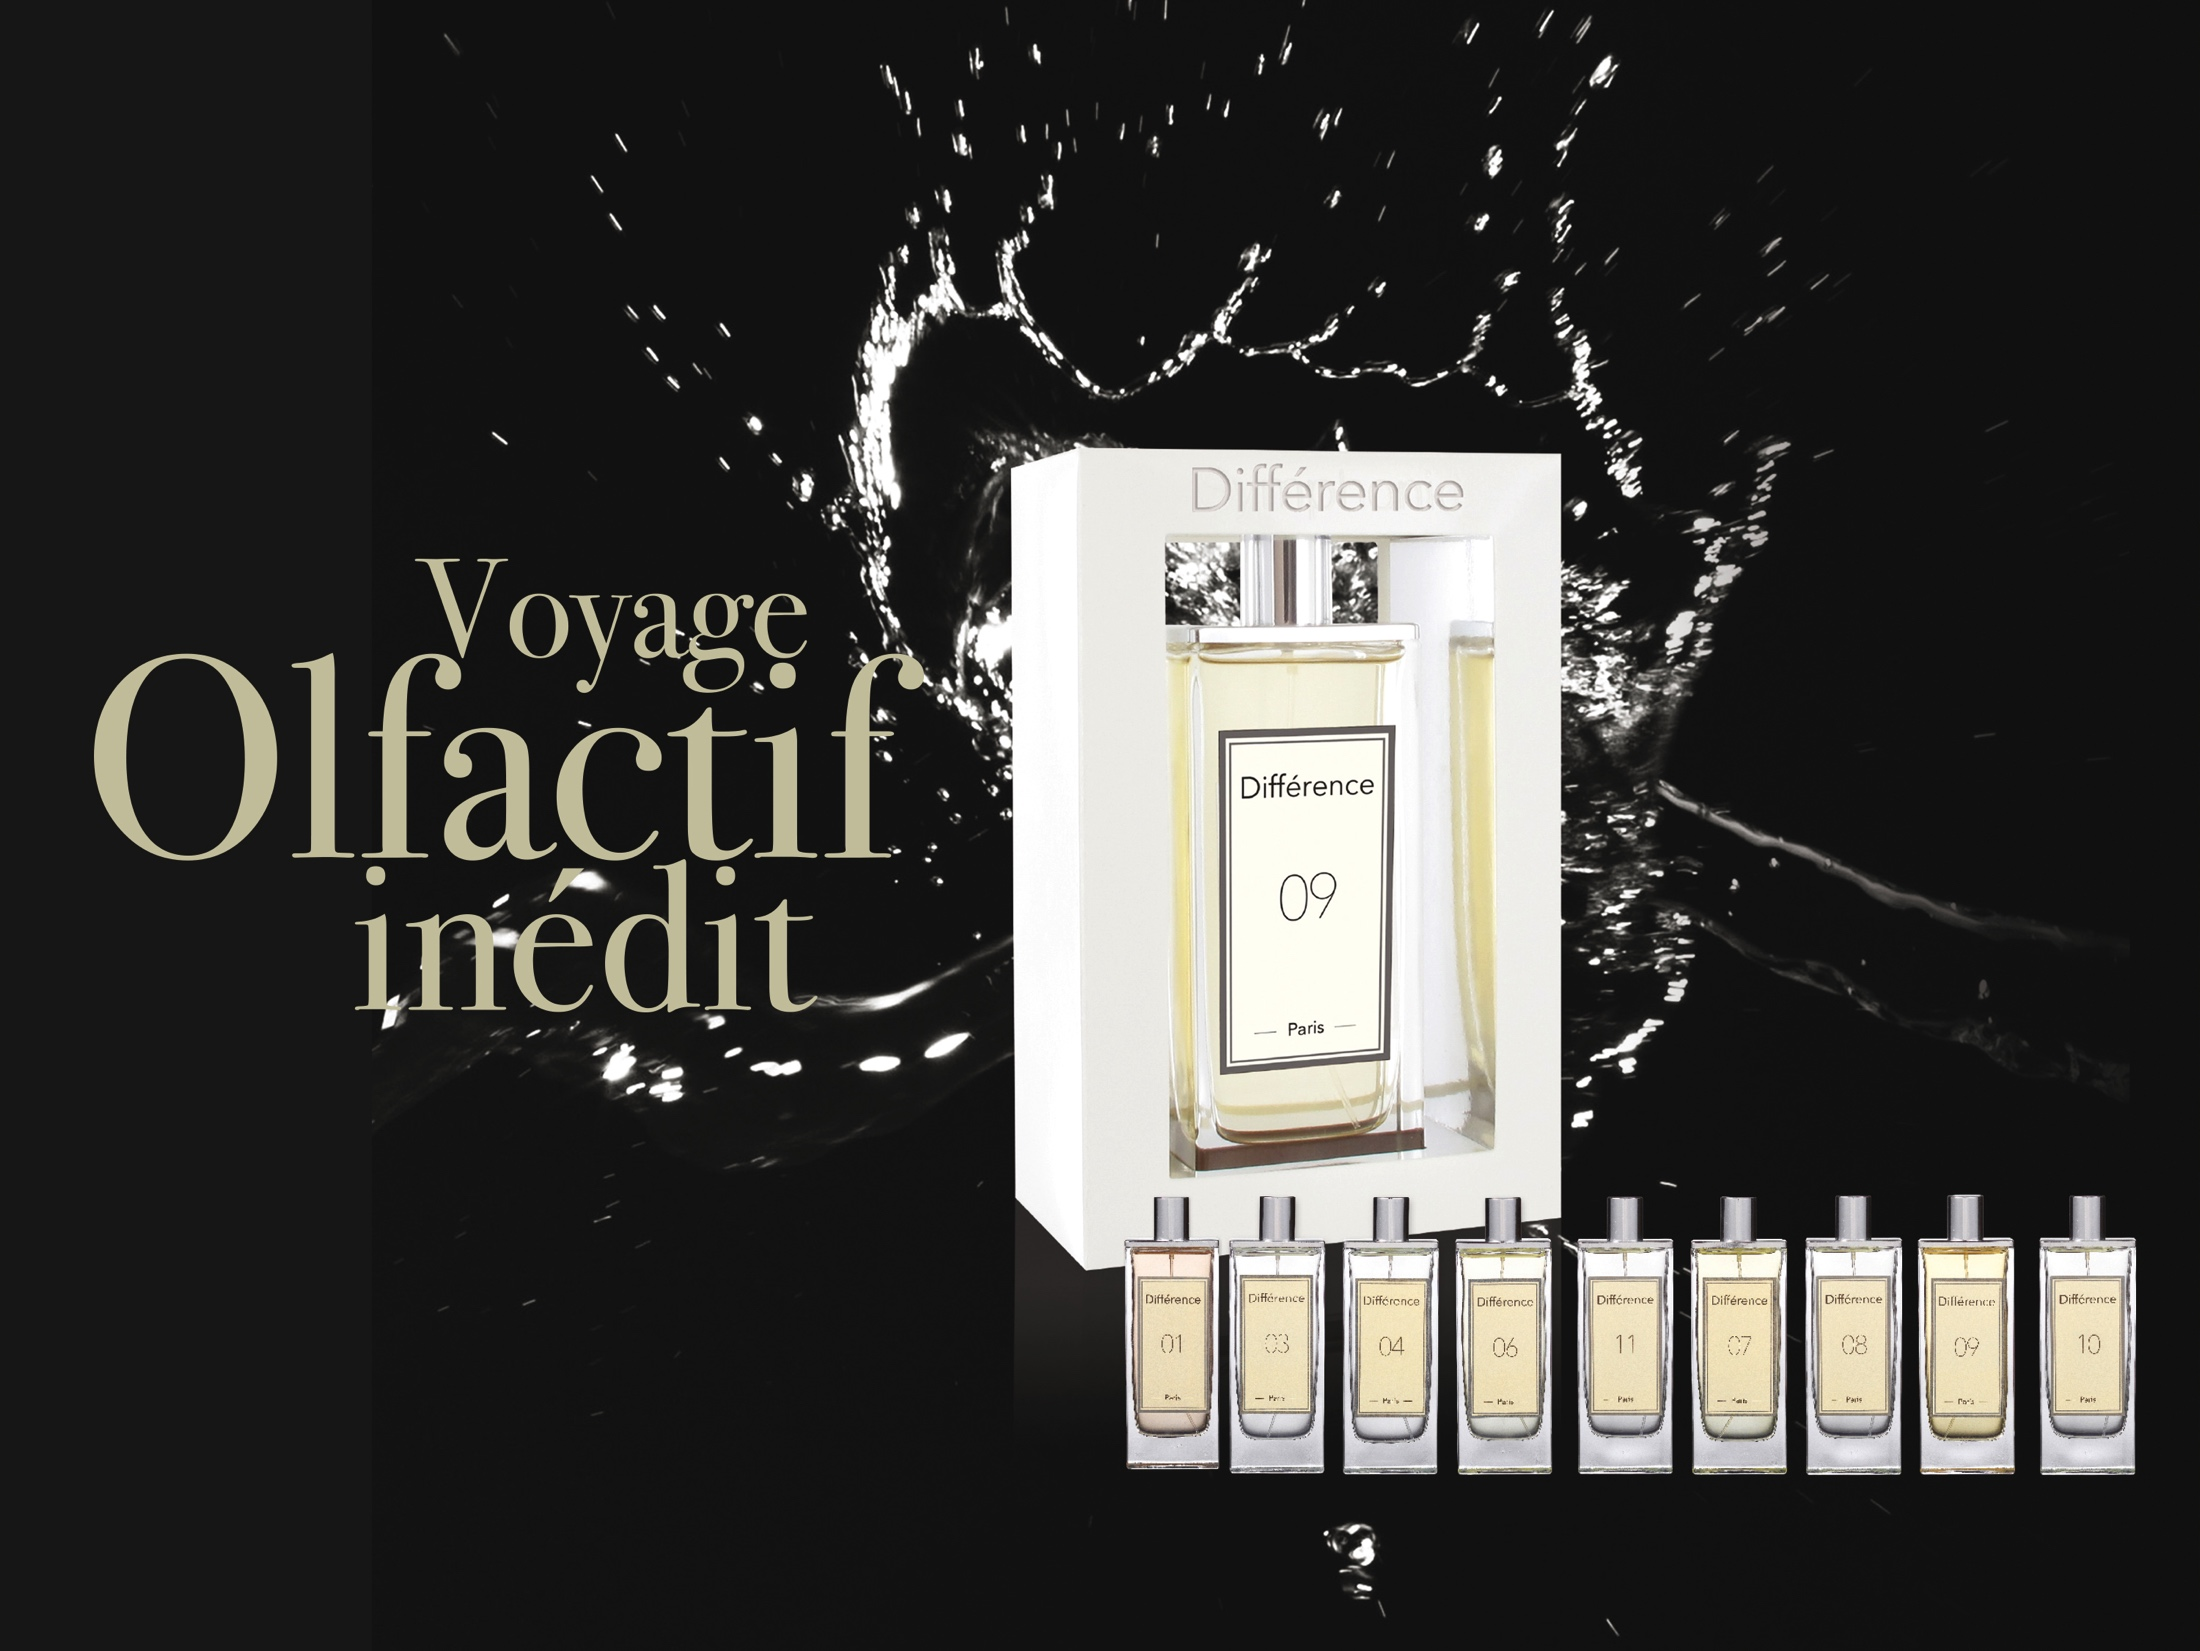 Voyage
Olfactif
inédit
Différence
Différence
09
Paris
Différence
01
Paris
Différence
03
Paris
Différence
04
Paris
Différence
06
Paris
Différence
11
Paris
Différence
07
Paris
Différence
08
Paris
Différence
09
Paris
Différence
10
Paris